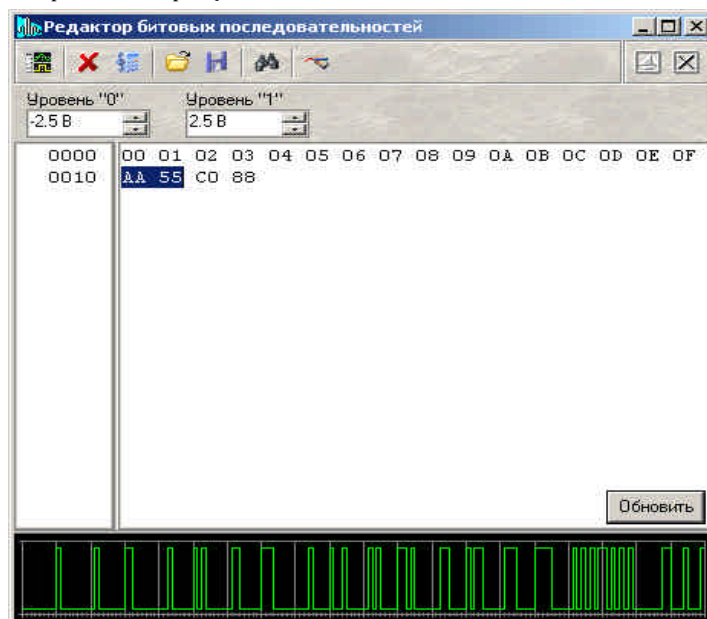 Редактор битовых последовательностей
Уровень "0" Уровень "1"
-2.5 В 2.5 В
0000 00 01 02 03 04 05 06 07 08 09 0A 0B 0C 0D 0E 0F
0010 AA 55 C0 88
Обновить